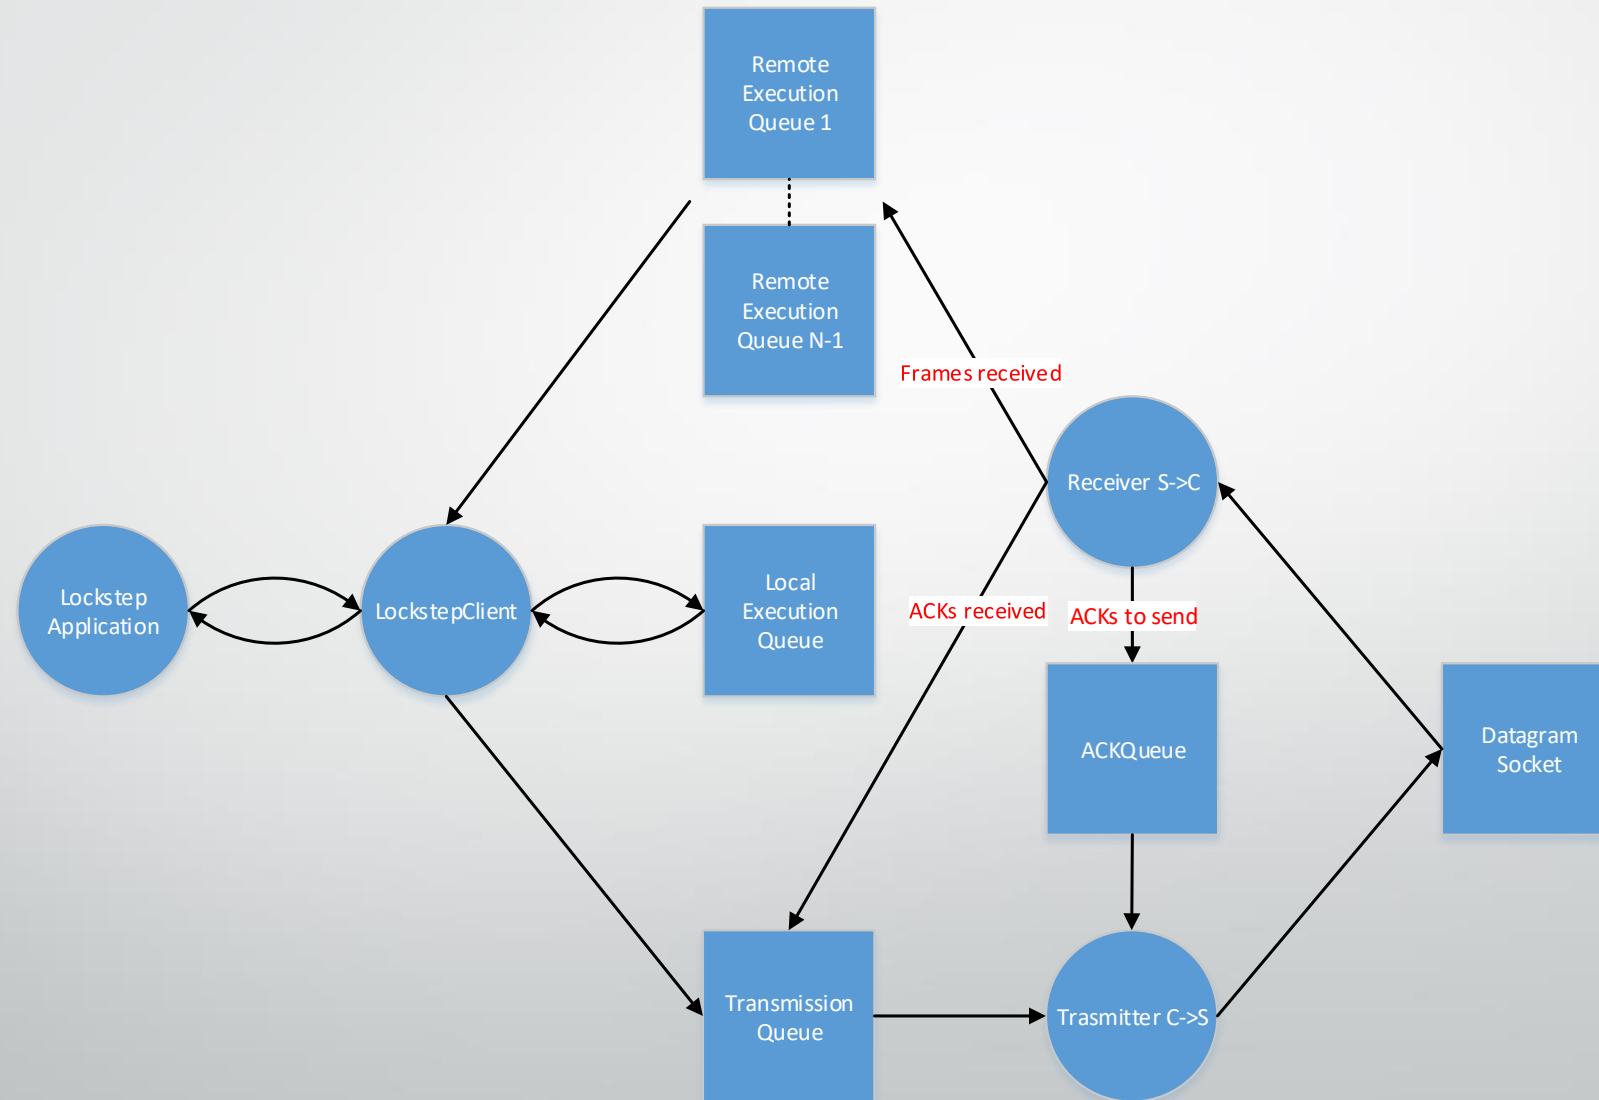 Remote
Execution
Queue 1
Remote
Execution
Queue N-1
Frames received
Receiver S->C
Lockstep
Application
LockstepClient
Local
Execution
Queue
ACKs received
ACKs to send
ACKQueue
Datagram
Socket
Transmission
Queue
Trasmitter C->S